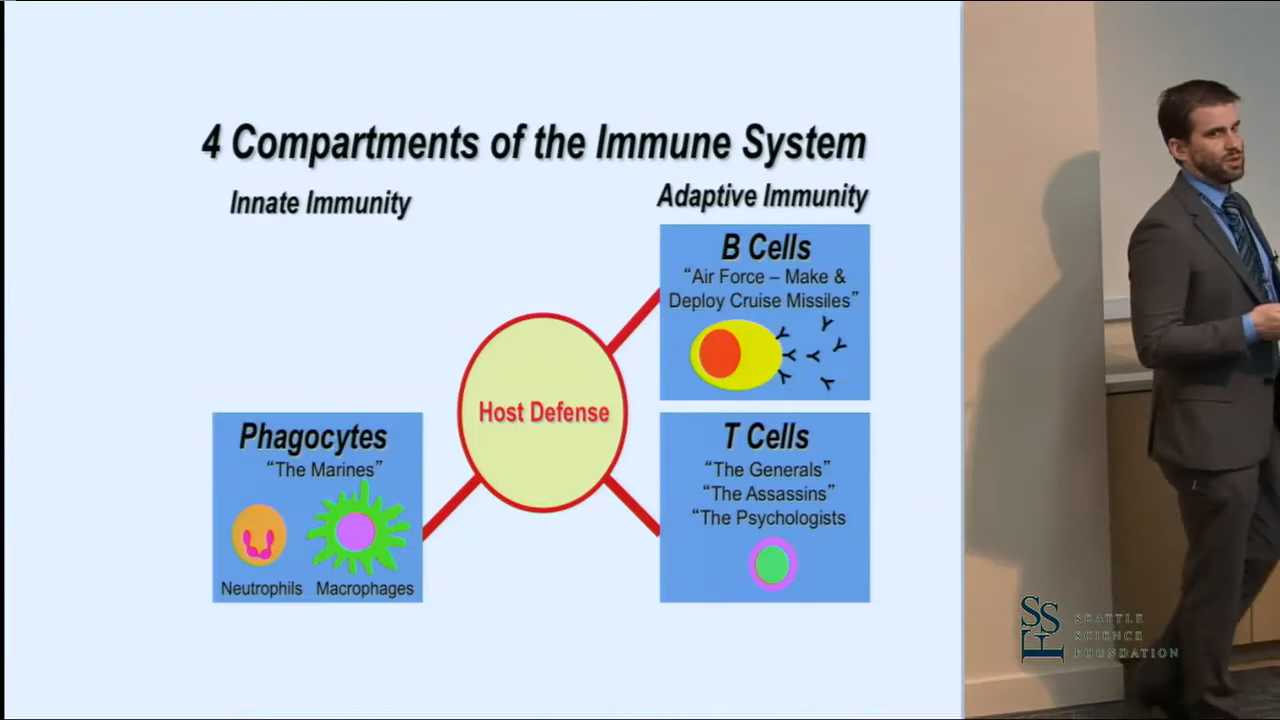 4 Compartments of the Immune System
Innate Immunity
Adaptive Immunity
B Cells
“Air Force – Make &
Deploy Cruise Missiles”
Host Defense
Phagocytes
“The Marines”
Neutrophils Macrophages
T Cells
“The Generals”
“The Assassins”
“The Psychologists
SSF
SEATTLE
SCIENCE
FOUNDATION